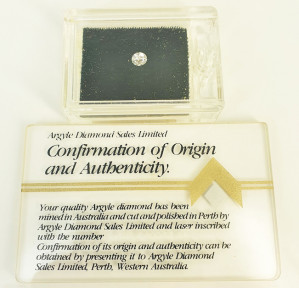 Argyle Diamond Sales Limited
Confirmation of Origin
and Authenticity.
Your quality Argyle diamond has been
mined in Australia and cut and polished in Perth by
Argyle Diamond Sales Limited and laser inscribed
with the number
Confirmation of its origin and authenticity can be
obtained by presenting it to Argyle Diamond
Sales Limited, Perth, Western Australia.